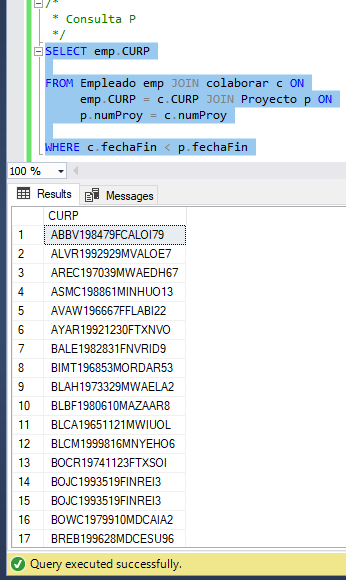 /*
* Consulta P
*/
SELECT emp.CURP
FROM Empleado emp JOIN colaborar c ON
emp.CURP = c.CURP JOIN Proyecto p ON
p.numProy = c.numProy
WHERE c.fechaFin < p.fechaFin
100 %
Results Messages
CURP
1 ABBV198479FCALOI79
2 ALVR1992929MVALOE7
3 AREC197039MWAEDH67
4 ASMC198861MINHUO13
5 AVAW196667FFLABI22
6 AYAR19921230FTXNVO
7 BALE1982831FNVRID9
8 BIMT196853MORDAR53
9 BLAH1973329MWAELA2
10 BLBF1980610MAZAAR8
11 BLCA19651121MWIUOL
12 BLCM1999816MNYEHO6
13 BOCR19741123FTXSOI
14 BOJC1993519FINREI3
15 BOJC1993519FINREI3
16 BOWC1979910MDCAIA2
17 BREB199628MDCESU96
Query executed successfully.